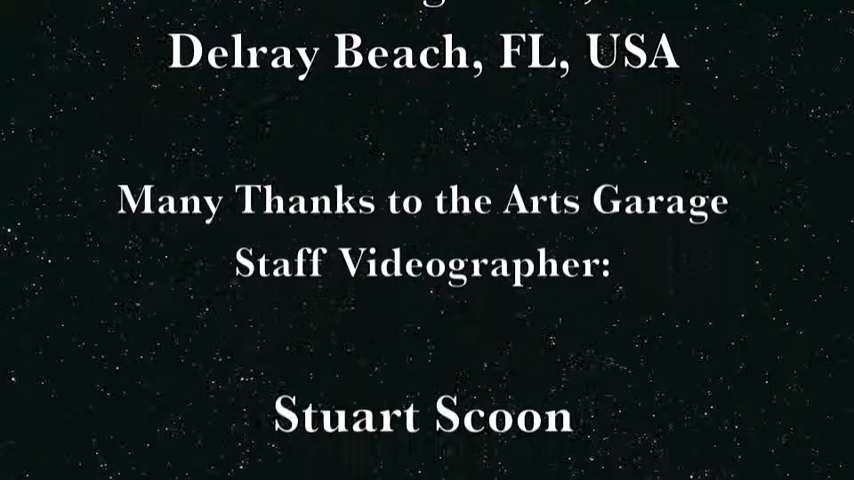 Delray Beach, FL, USA
Many Thanks to the Arts Garage
Staff Videographer:
Stuart Scoon